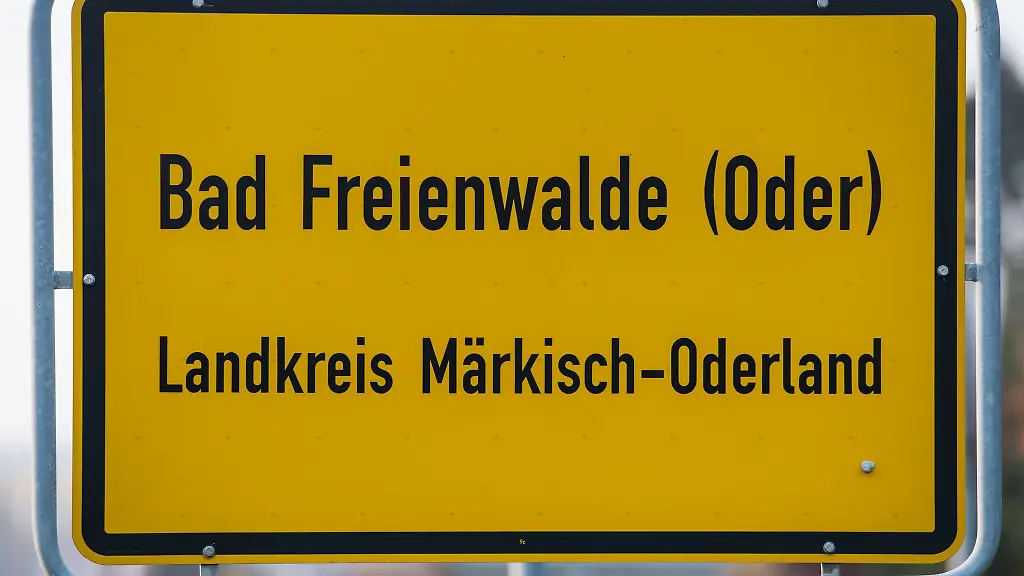 Bad Freienwalde (Oder)
Landkreis Märkisch-Oderland